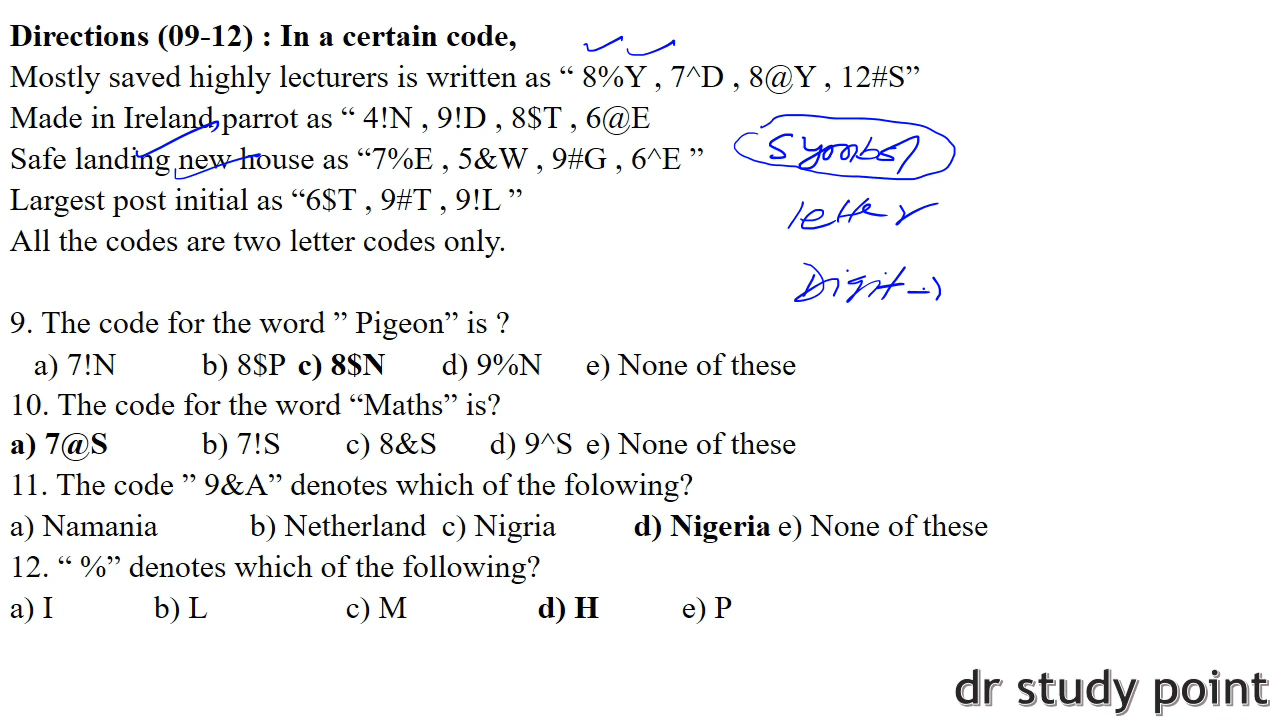 Directions (09-12) : In a certain code,
Mostly saved highly lecturers is written as “ 8%Y , 7^D , 8@Y , 12#S”
Made in Ireland parrot as “ 4!N , 9!D , 8$T , 6@E
Safe landing new house as “7%E , 5&W , 9#G , 6^E ”
Symbol
Largest post initial as “6$T , 9#T , 9!L ”
letter
All the codes are two letter codes only.
Digit →
9. The code for the word ” Pigeon” is ?
a) 7!N b) 8$P c) 8$N d) 9%N e) None of these
10. The code for the word “Maths” is?
a) 7@S b) 7!S c) 8&S d) 9^S e) None of these
11. The code ” 9&A” denotes which of the folowing?
a) Namania b) Netherland c) Nigria d) Nigeria e) None of these
12. “ %” denotes which of the following?
a) I b) L c) M d) H e) P
dr study point